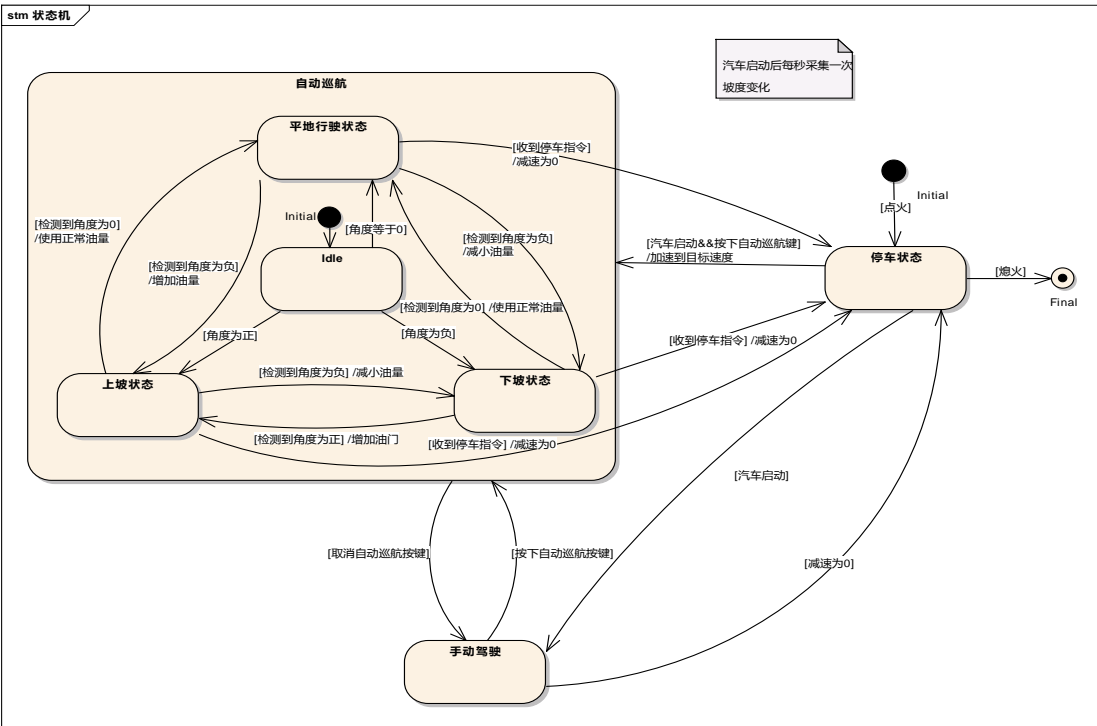 stm 状态机
汽车启动后每秒采集一次
坡度变化
自动巡航
平地行驶状态
[收到停车指令]
/减速为0
Initial
[点火]
Initial
[角度等于0]
[检测到角度为0]
/使用正常油量
[检测到角度为负]
/减小油量
[汽车启动&&按下自动巡航键]
/加速到目标速度
停车状态
[熄火]
Final
Idle
[检测到角度为负]
/增加油量
[检测到角度为0] /使用正常油量
[角度为正]
[角度为负]
[收到停车指令] /减速为0
上坡状态
[检测到角度为负] /减小油量
下坡状态
[检测到角度为正] /增加油门
[收到停车指令] /减速为0
[汽车启动]
[取消自动巡航按键]
[按下自动巡航按键]
[减速为0]
手动驾驶